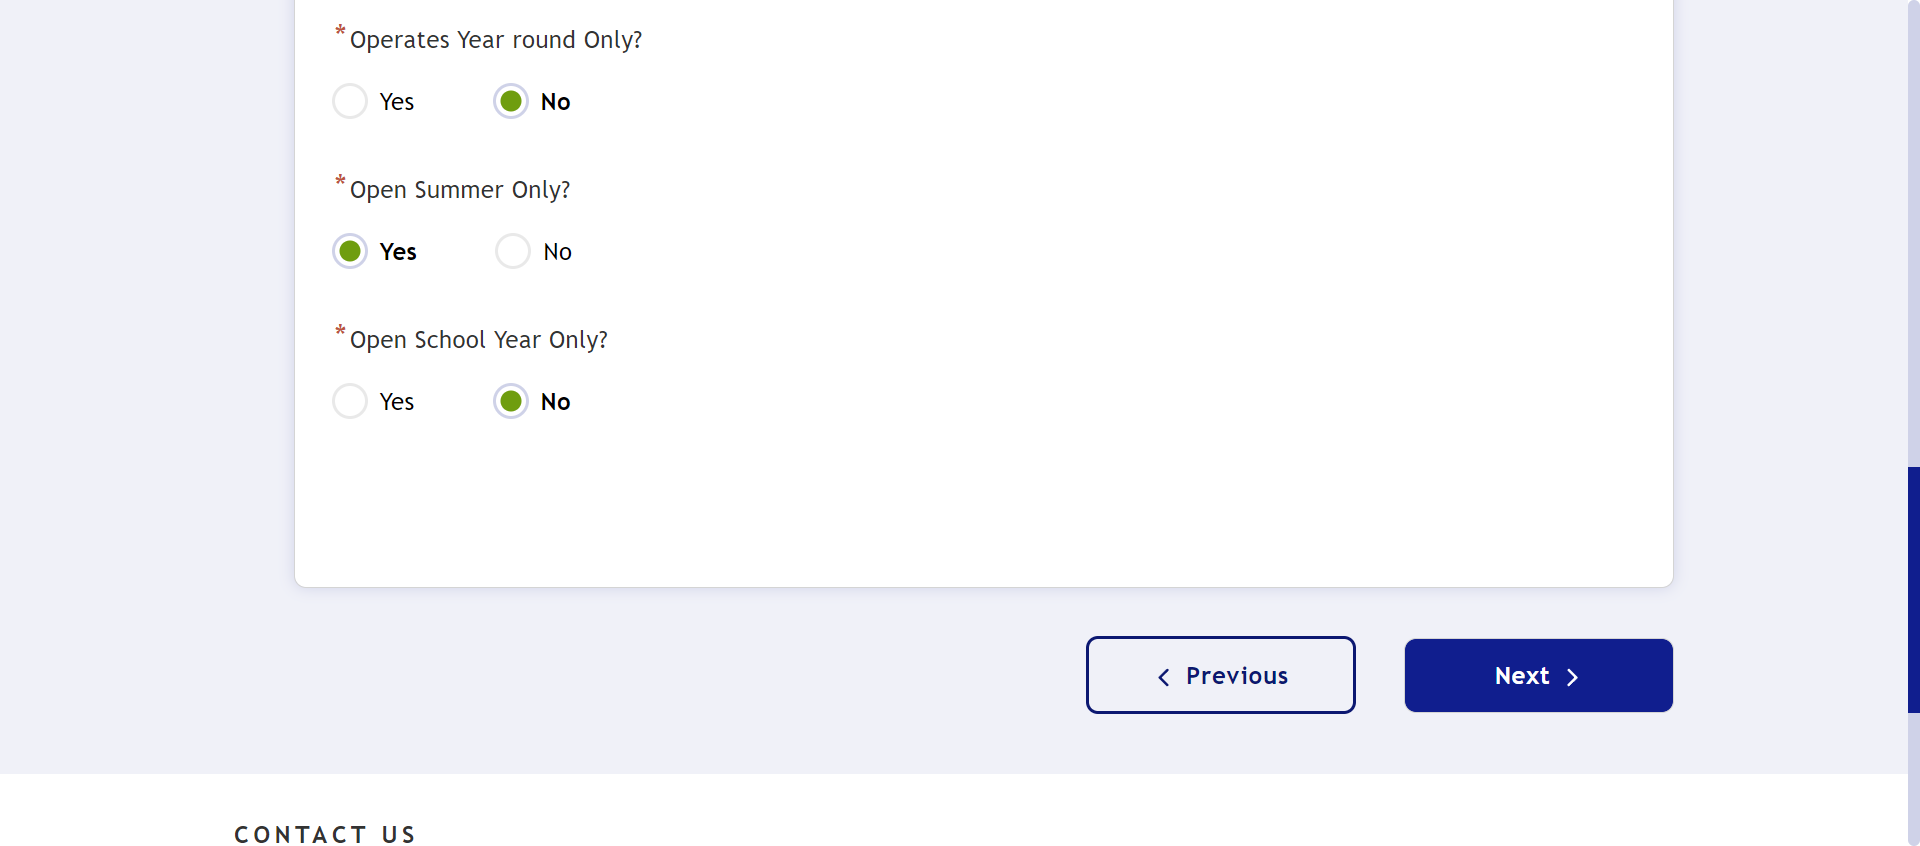 *Operates Year round Only?
Yes No
*Open Summer Only?
Yes No
*Open School Year Only?
Yes No
Previous Next
CONTACT US